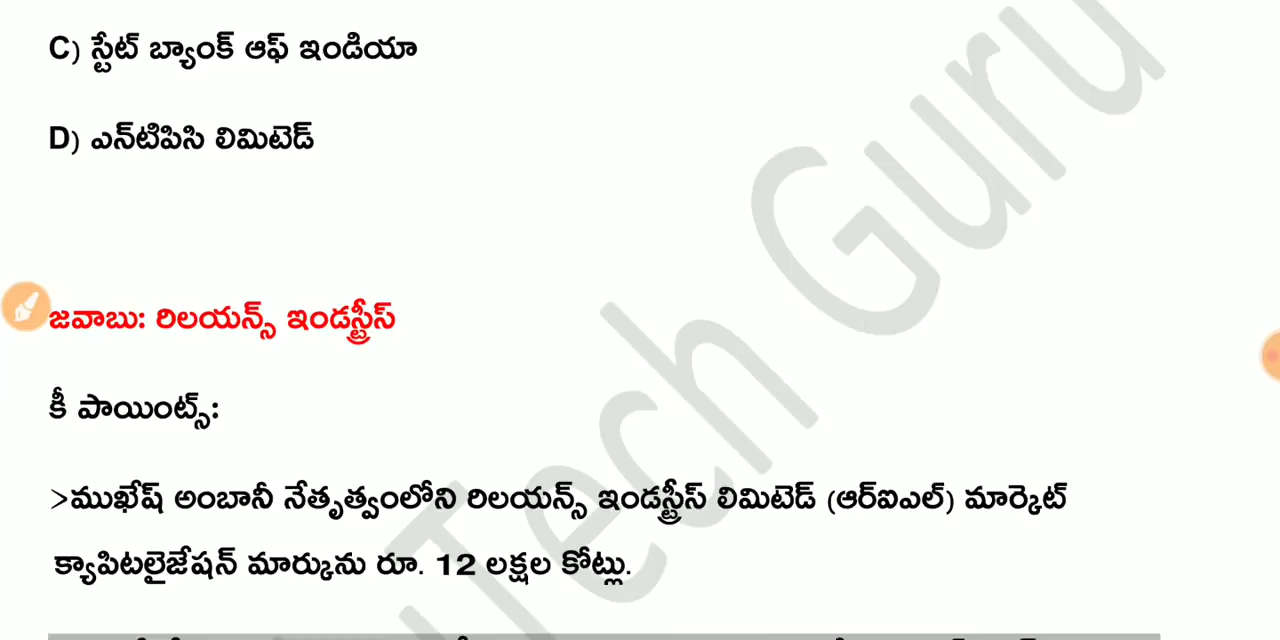 C) స్టేట్ బ్యాంక్ ఆఫ్ ఇండియా
D) ఎన్‌టిపిసి లిమిటెడ్
జవాబు: రిలయన్స్ ఇండస్ట్రీస్
కీ పాయింట్స్:
>ముఖేష్ అంబానీ నేతృత్వంలోని రిలయన్స్ ఇండస్ట్రీస్ లిమిటెడ్ (ఆర్‌ఐఎల్) మార్కెట్
క్యాపిటలైజేషన్ మార్కును రూ. 12 లక్షల కోట్లు.
Tech Guru